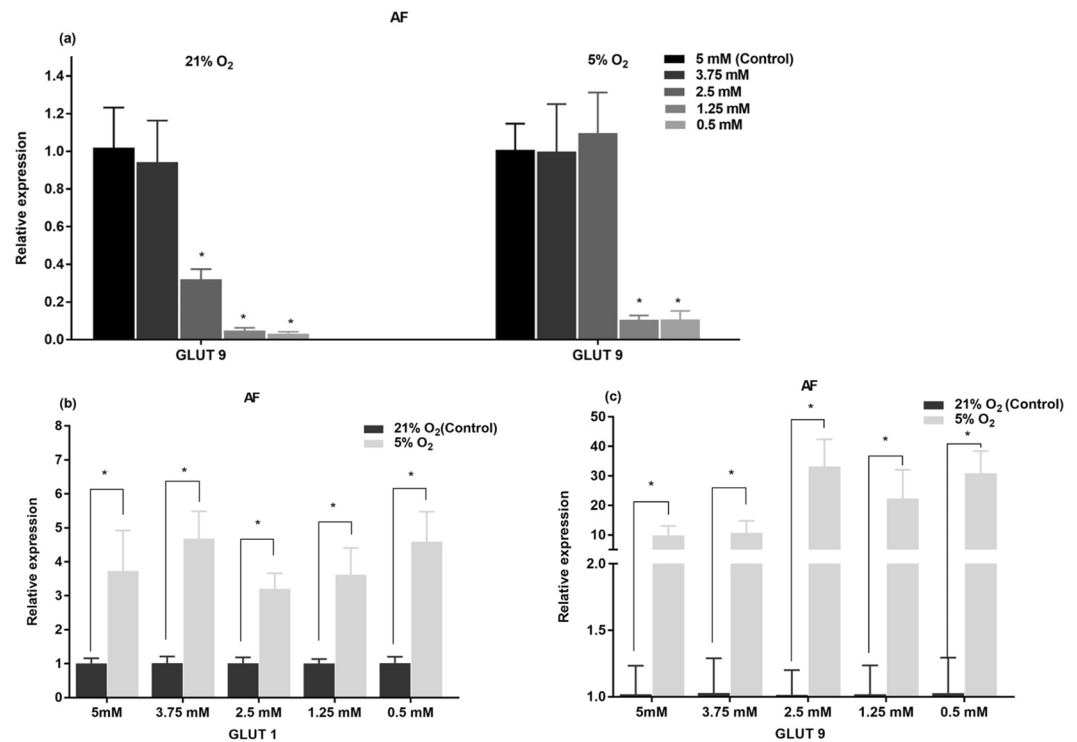 AF
(a)
21% O₂
5% O₂
5 mM (Control)
3.75 mM
2.5 mM
1.25 mM
0.5 mM
Relative expression
1.4
1.2
1.0
0.8
0.6
0.4
0.2
0.0
* * *
* *
GLUT 9
GLUT 9
(b)
AF
21% O₂(Control)
5% O₂
Relative expression
8
7
6
5
4
3
2
1
0
* * * * *
5mM 3.75 mM 2.5 mM 1.25 mM 0.5 mM
GLUT 1
(c)
AF
21% O₂ (Control)
5% O₂
Relative expression
50
40
30
20
10
2.0
1.5
1.0
* * * * *
5mM 3.75 mM 2.5 mM 1.25 mM 0.5 mM
GLUT 9